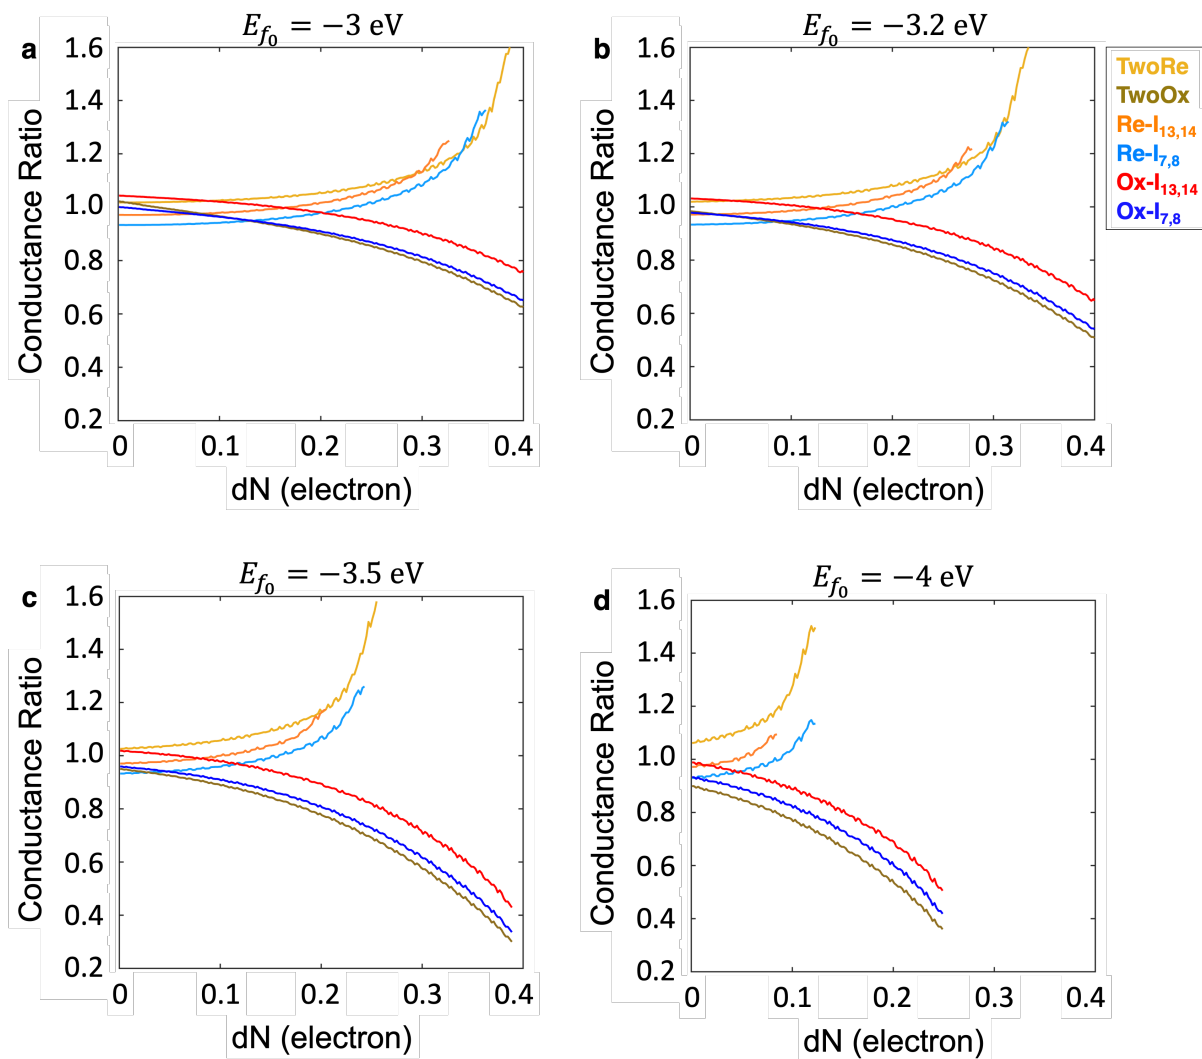 a
E_f₀ = −3 eV
1.6
1.4
1.2
1.0
0.8
0.6
0.4
0.2
Conductance Ratio
0 0.1 0.2 0.3 0.4
dN (electron)
b
E_f₀ = −3.2 eV
1.6
1.4
1.2
1.0
0.8
0.6
0.4
0.2
Conductance Ratio
0 0.1 0.2 0.3 0.4
dN (electron)
TwoRe
TwoOx
Re-I₁₃,₁₄
Re-I₇,₈
Ox-I₁₃,₁₄
Ox-I₇,₈
c
E_f₀ = −3.5 eV
1.6
1.4
1.2
1.0
0.8
0.6
0.4
0.2
Conductance Ratio
0 0.1 0.2 0.3 0.4
dN (electron)
d
E_f₀ = −4 eV
1.6
1.4
1.2
1.0
0.8
0.6
0.4
0.2
Conductance Ratio
0 0.1 0.2 0.3 0.4
dN (electron)